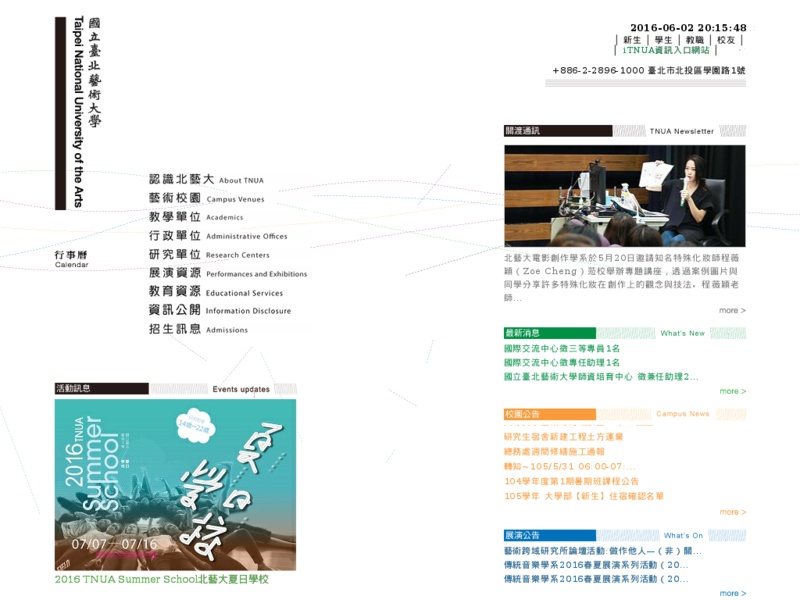 國立臺北藝術大學
Taipei National University of the Arts
2016-06-02 20:15:48
| 新生 | 學生 | 教職 | 校友 |
| iTNUA資訊入口網站 |
+886-2-2896-1000 臺北市北投區學園路1號
認識北藝大 About TNUA
藝術校園 Campus Venues
教學單位 Academics
行政單位 Administrative Offices
研究單位 Research Centers
展演資源 Performances and Exhibitions
教育資源 Educational Services
資訊公開 Information Disclosure
招生訊息 Admissions
行事曆
Calendar
活動訊息 Events updates
2016 TNUA
Summer
School
14歲~22歲
夏日學校
07/07—07/16
2016 TNUA Summer School北藝大夏日學校
關渡通訊 TNUA Newsletter
北藝大電影創作學系於5月20日邀請知名特殊化妝師程薇
穎（Zoe Cheng）蒞校舉辦專題講座，透過案例圖片與
同學分享許多特殊化妝在創作上的觀念與技法。程薇穎老
師...
more >
最新消息 What's New
國際交流中心徵三等專員1名
國際交流中心徵專任助理1名
國立臺北藝術大學師資培育中心 徵兼任助理2...
more >
校園公告 Campus News
研究生宿舍新建工程土方運棄
總務處週間修繕施工通報
轉知~105/5/31 06:00-07:...
104學年度第1期暑期班課程公告
105學年 大學部【新生】住宿確認名單
more >
展演公告 What's On
藝術跨域研究所論壇活動: 做作他人—（非）關...
傳統音樂學系2016春夏展演系列活動（20...
傳統音樂學系2016春夏展演系列活動（20...
more >